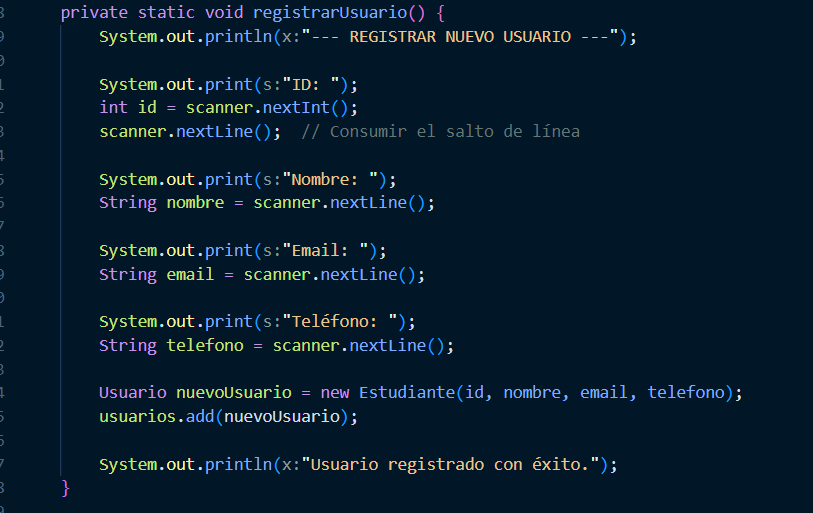 private static void registrarUsuario() {
System.out.println(x:"--- REGISTRAR NUEVO USUARIO ---");
System.out.print(s:"ID: ");
int id = scanner.nextInt();
scanner.nextLine();  // Consumir el salto de línea
System.out.print(s:"Nombre: ");
String nombre = scanner.nextLine();
System.out.print(s:"Email: ");
String email = scanner.nextLine();
System.out.print(s:"Teléfono: ");
String telefono = scanner.nextLine();
Usuario nuevoUsuario = new Estudiante(id, nombre, email, telefono);
usuarios.add(nuevoUsuario);
System.out.println(x:"Usuario registrado con éxito.");
}